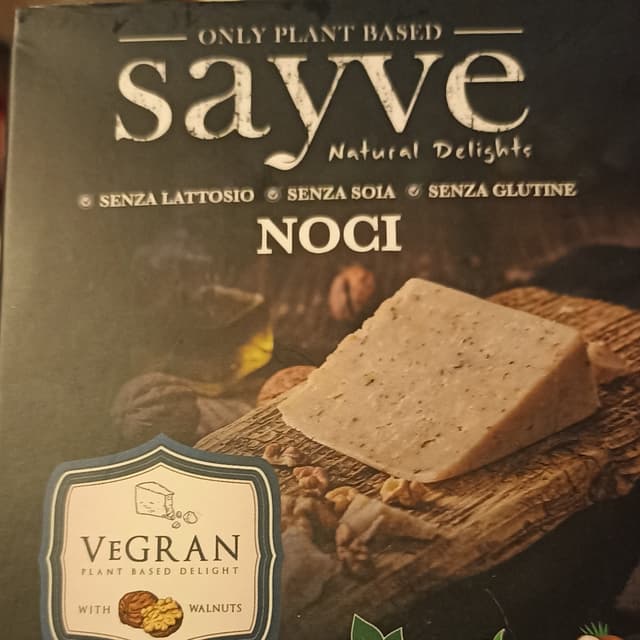 ONLY PLANT BASED
sayve
Natural Delights
SENZA LATTOSIO SENZA SOIA SENZA GLUTINE
NOCI
VEGRAN
PLANT BASED DELIGHT
WITH WALNUTS